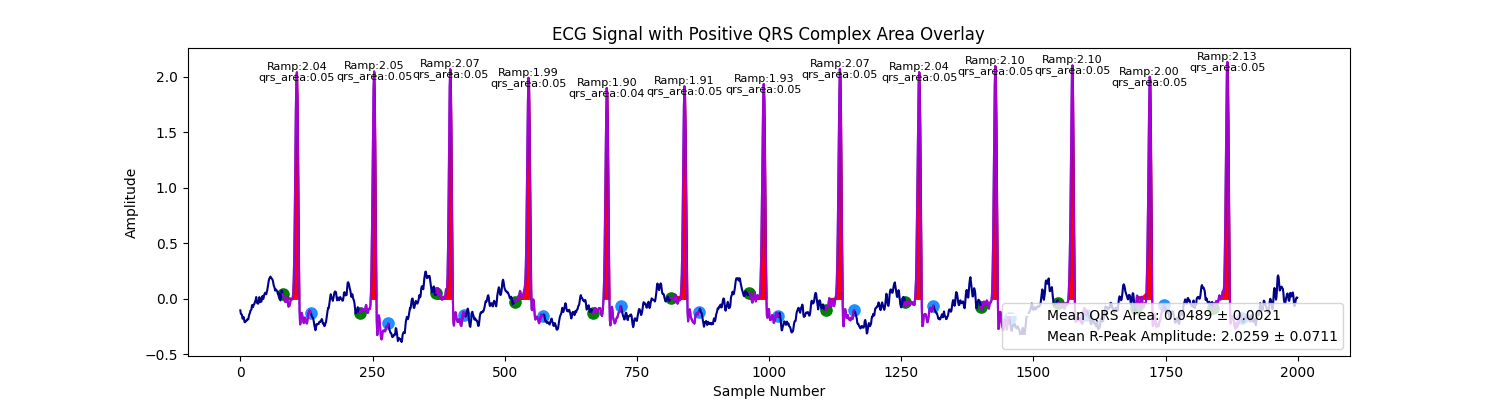 ECG Signal with Positive QRS Complex Area Overlay
Ramp:2.04
qrs_area:0.05
Ramp:2.05
qrs_area:0.05
Ramp:2.07
qrs_area:0.05
Ramp:1.99
qrs_area:0.05
Ramp:1.90
qrs_area:0.04
Ramp:1.91
qrs_area:0.05
Ramp:1.93
qrs_area:0.05
Ramp:2.07
qrs_area:0.05
Ramp:2.04
qrs_area:0.05
Ramp:2.10
qrs_area:0.05
Ramp:2.10
qrs_area:0.05
Ramp:2.00
qrs_area:0.05
Ramp:2.13
qrs_area:0.05
2.0
1.5
1.0
0.5
0.0
−0.5
Amplitude
Mean QRS Area: 0.0489 ± 0.0021
Mean R-Peak Amplitude: 2.0259 ± 0.0711
0
250
500
750
1000
1250
1500
1750
2000
Sample Number